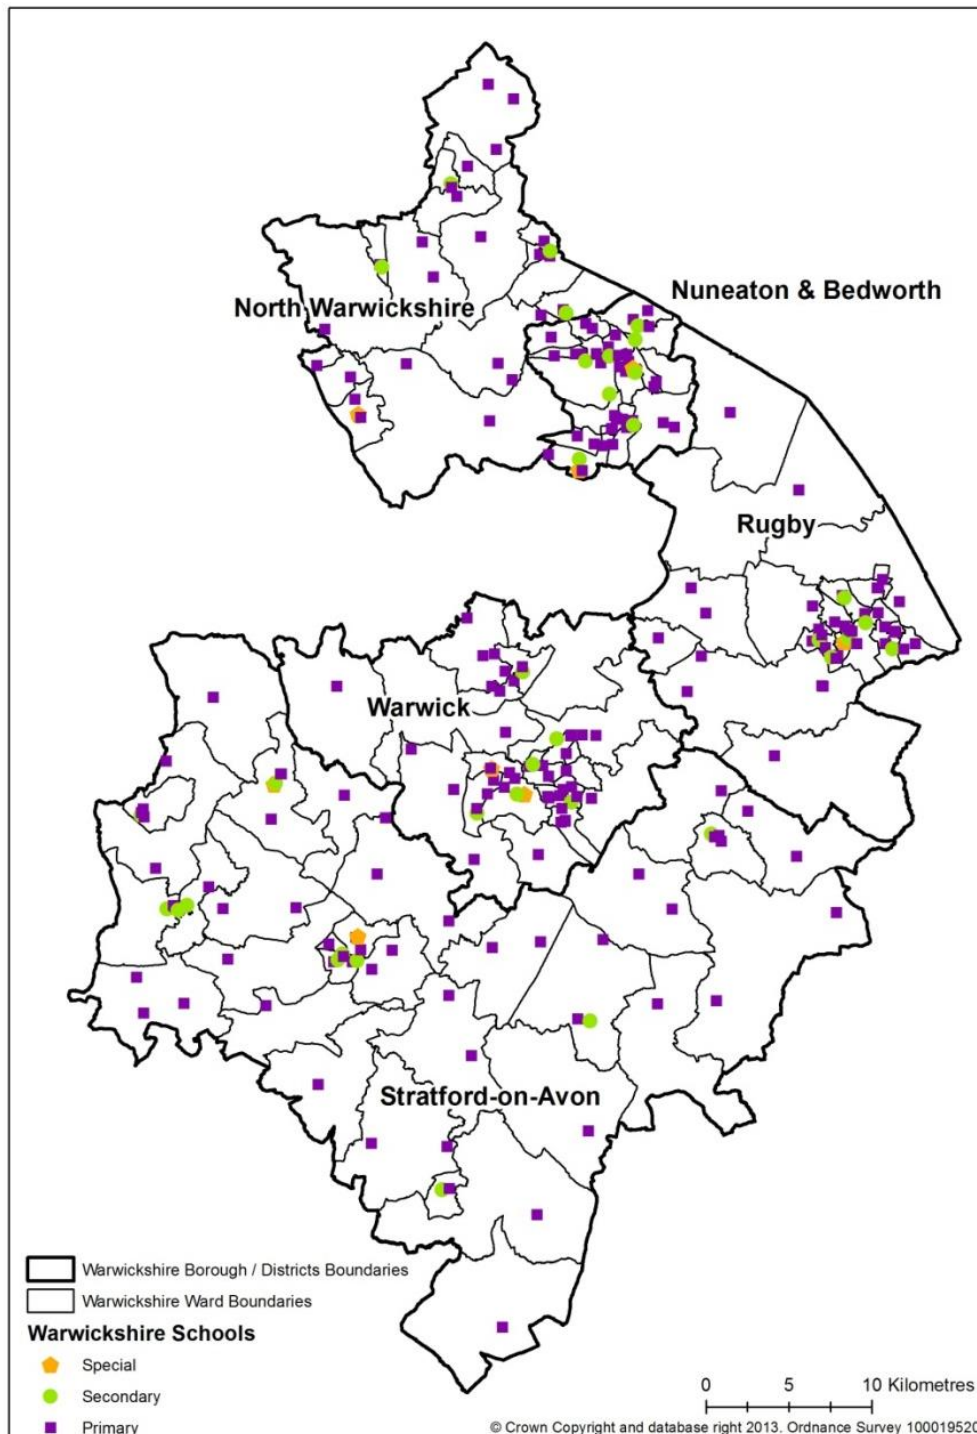 Nuneaton & Bedworth
North Warwickshire
Rugby
Warwick
Stratford-on-Avon
Warwickshire Borough / Districts Boundaries
Warwickshire Ward Boundaries
Warwickshire Schools
Special
Secondary
Primary
0 5 10 Kilometres
© Crown Copyright and database right 2013. Ordnance Survey 100019520